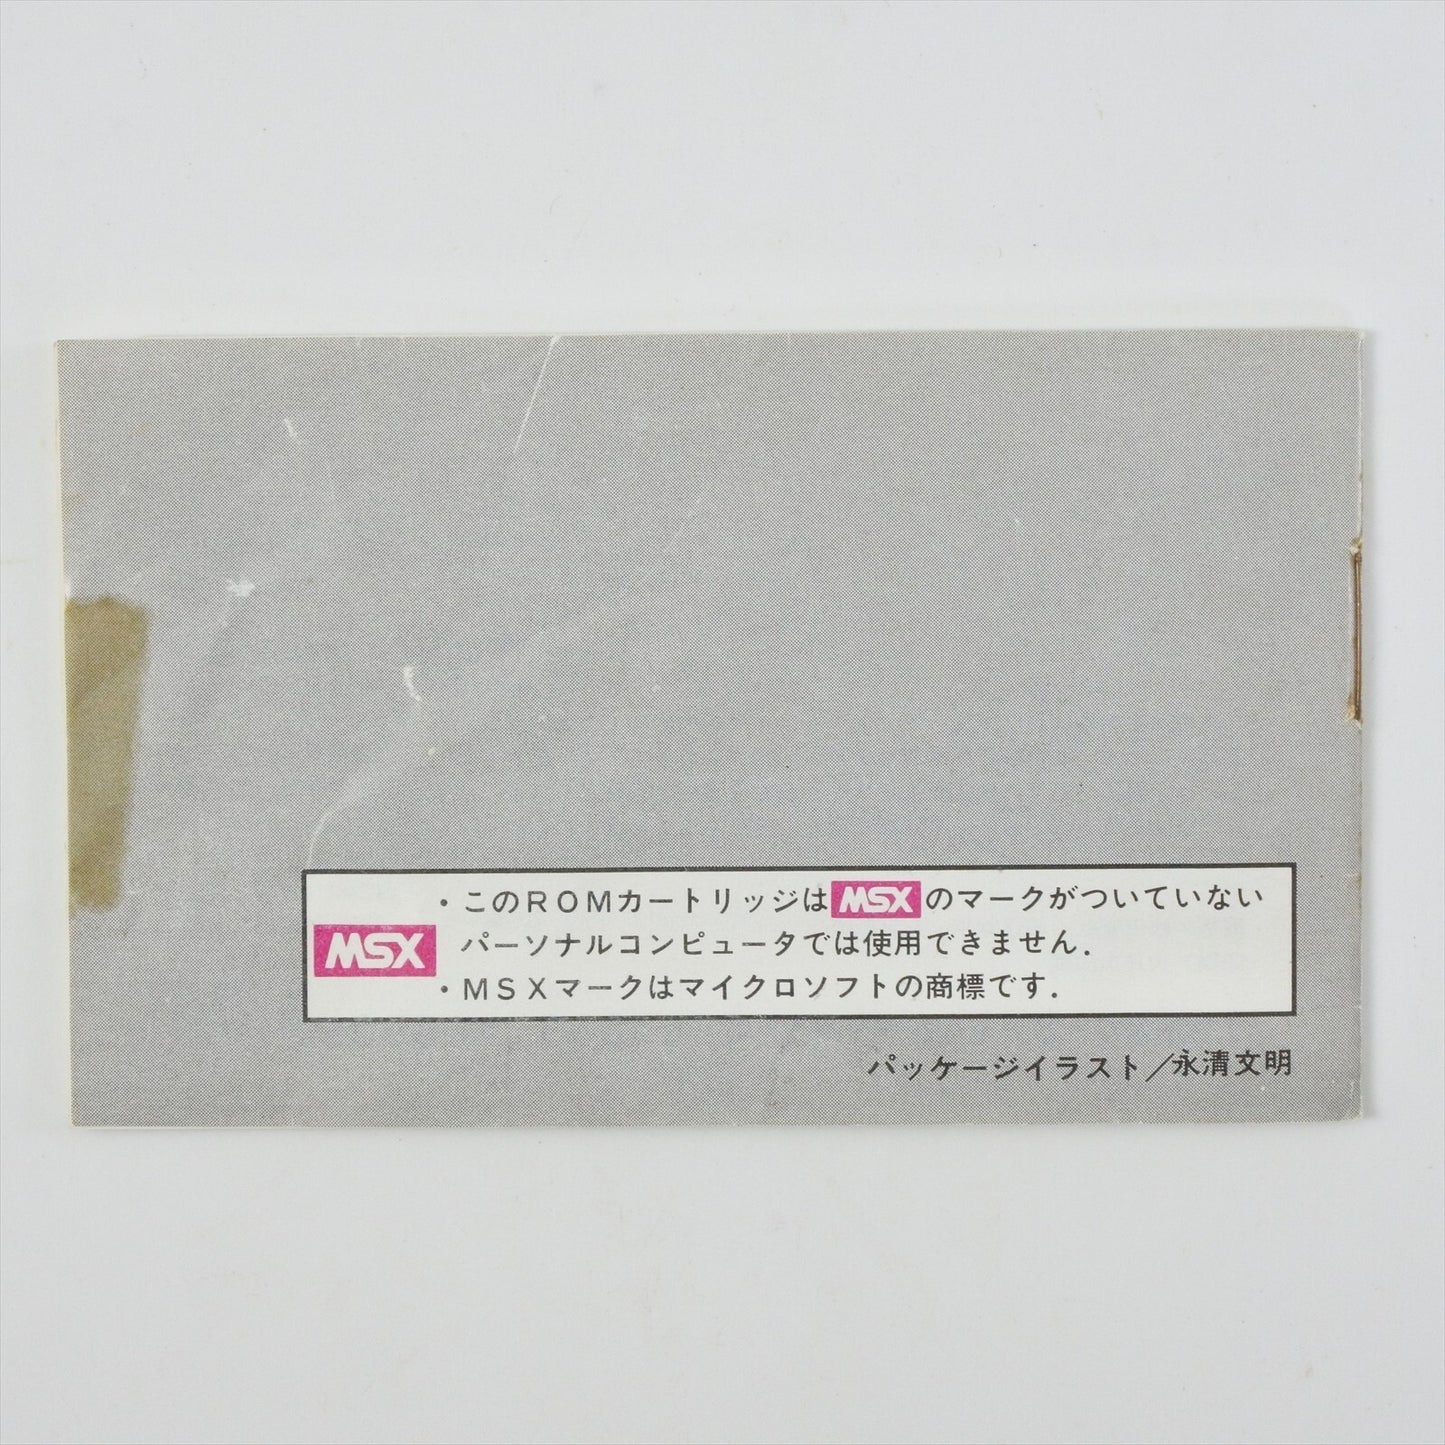 ・このROMカートリッジはMSXのマークがついていない
MSX
パーソナルコンピュータでは使用できません.
・MSXマークはマイクロソフトの商標です.
パッケージイラスト／永清文明